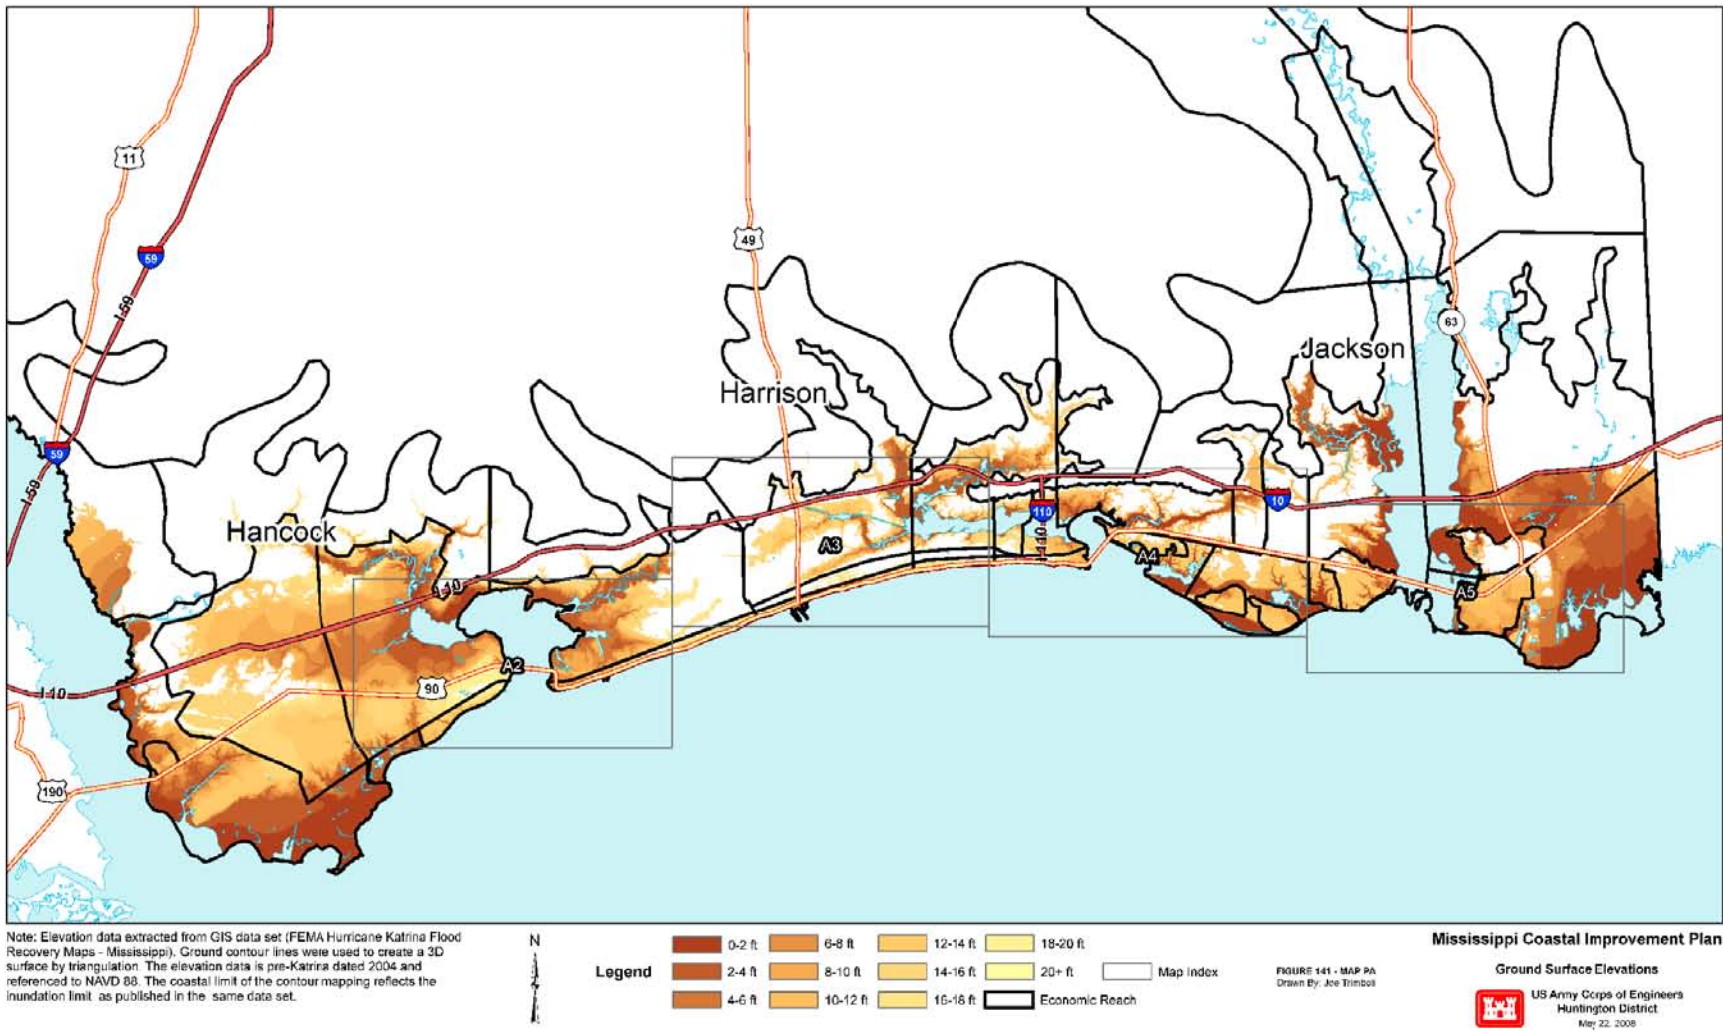 11
59
I-59
49
63
Jackson
Harrison
59
I-59
Hancock
10
110
I-10
A3
A4
I-10
A5
A2
90
I-10
190
Note: Elevation data extracted from GIS data set (FEMA Hurricane Katrina Flood
Recovery Maps - Mississippi). Ground contour lines were used to create a 3D
surface by triangulation. The elevation data is pre-Katrina dated 2004 and
referenced to NAVD 88. The coastal limit of the contour mapping reflects the
inundation limit as published in the same data set.
N
Legend
0-2 ft
2-4 ft
4-6 ft
6-8 ft
8-10 ft
10-12 ft
12-14 ft
14-16 ft
16-18 ft
18-20 ft
20+ ft
Economic Reach
Map Index
FIGURE 141 - MAP PA
Drawn By: Joe Trimboli
Mississippi Coastal Improvement Plan
Ground Surface Elevations
US Army Corps of Engineers
Huntington District
May 22, 2008